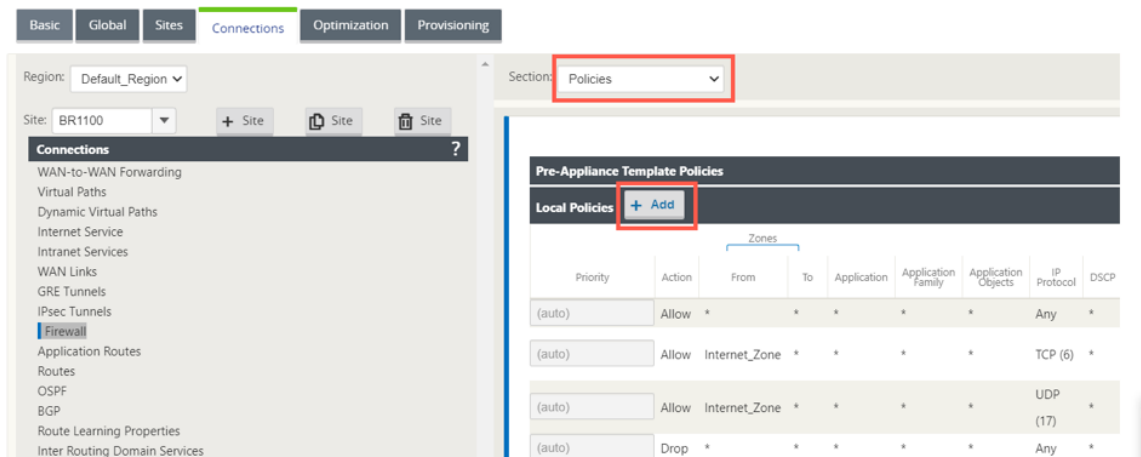 Basic Global Sites Connections Optimization Provisioning
Region: Default_Region
Site: BR1100 + Site Site Site
Connections ?
WAN-to-WAN Forwarding
Virtual Paths
Dynamic Virtual Paths
Internet Service
Intranet Services
WAN Links
GRE Tunnels
IPsec Tunnels
Firewall
Application Routes
Routes
OSPF
BGP
Route Learning Properties
Inter Routing Domain Services
Section: Policies
Pre-Appliance Template Policies
Local Policies + Add
Zones
Priority Action From To Application Application Family Application Objects IP Protocol DSCP
(auto) Allow * * * * * Any *
(auto) Allow Internet_Zone * * * * TCP (6) *
(auto) Allow Internet_Zone * * * * UDP (17) *
(auto) Drop * * * * * Any *